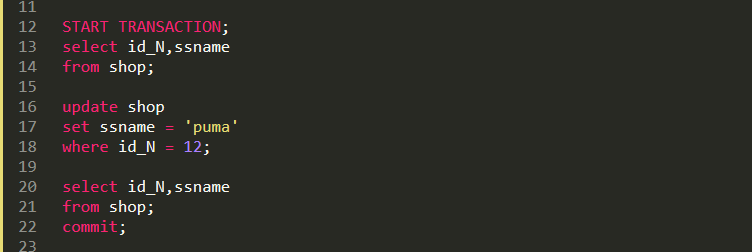 11
12 START TRANSACTION;
13 select id_N,ssname
14 from shop;
15
16 update shop
17 set ssname = 'puma'
18 where id_N = 12;
19
20 select id_N,ssname
21 from shop;
22 commit;
23